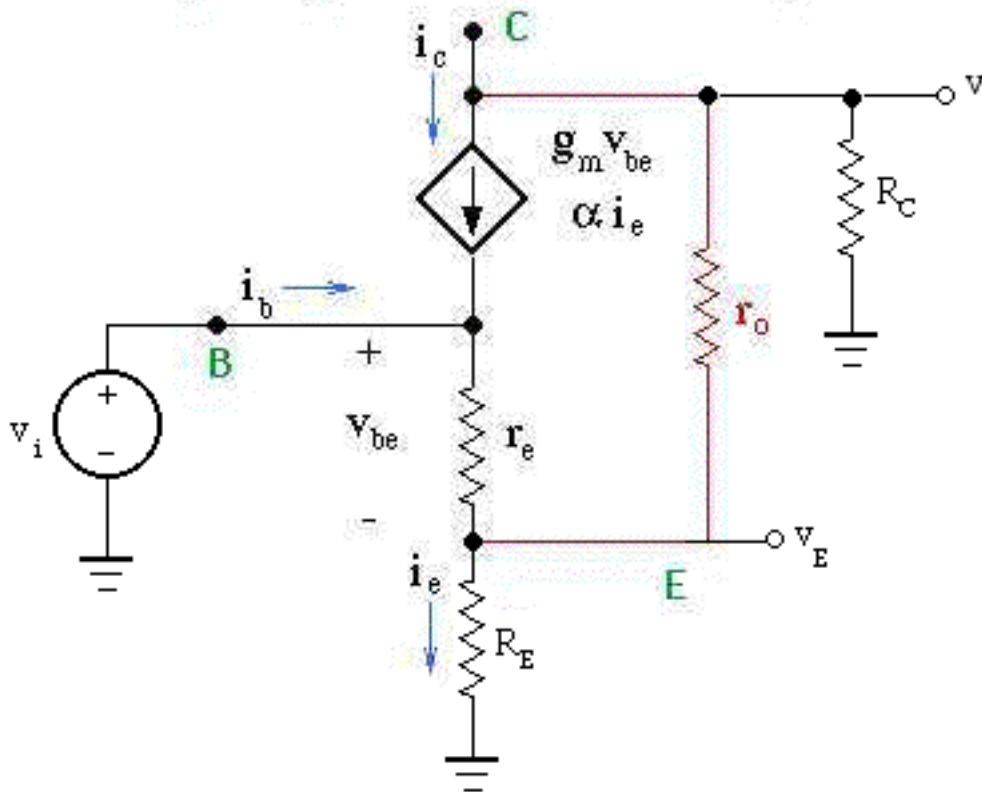 C
i_c
v
g_m v_be
α i_e
R_C
i_b
r_o
B
+
+
v_i
v_be
r_e
-
-
v_E
i_e
E
R_E